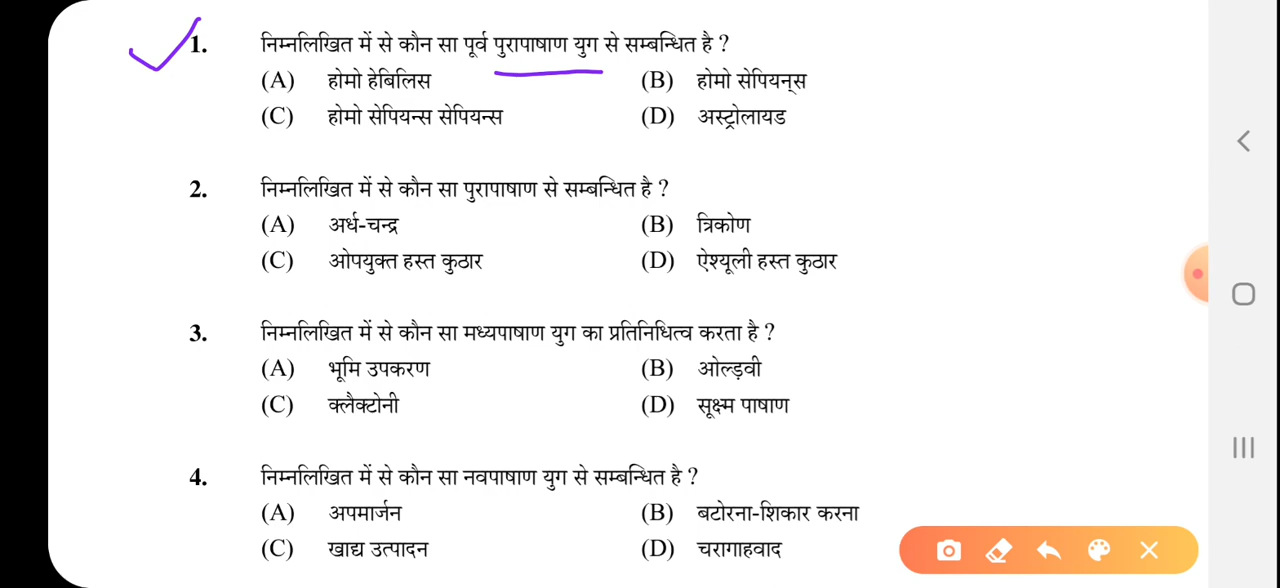 1. निम्नलिखित में से कौन सा पूर्व पुरापाषाण युग से सम्बन्धित है ?
(A) होमो हेबिलिस (B) होमो सेपियन्‌स
(C) होमो सेपियन्स सेपियन्स (D) अस्ट्रोलायड
2. निम्नलिखित में से कौन सा पुरापाषाण से सम्बन्धित है ?
(A) अर्ध-चन्द्र (B) त्रिकोण
(C) ओपयुक्त हस्त कुठार (D) ऐश्यूली हस्त कुठार
3. निम्नलिखित में से कौन सा मध्यपाषाण युग का प्रतिनिधित्व करता है ?
(A) भूमि उपकरण (B) ओल्ड़वी
(C) क्लैक्टोनी (D) सूक्ष्म पाषाण
4. निम्नलिखित में से कौन सा नवपाषाण युग से सम्बन्धित है ?
(A) अपमार्जन (B) बटोरना-शिकार करना
(C) खाद्य उत्पादन (D) चरागाहवाद